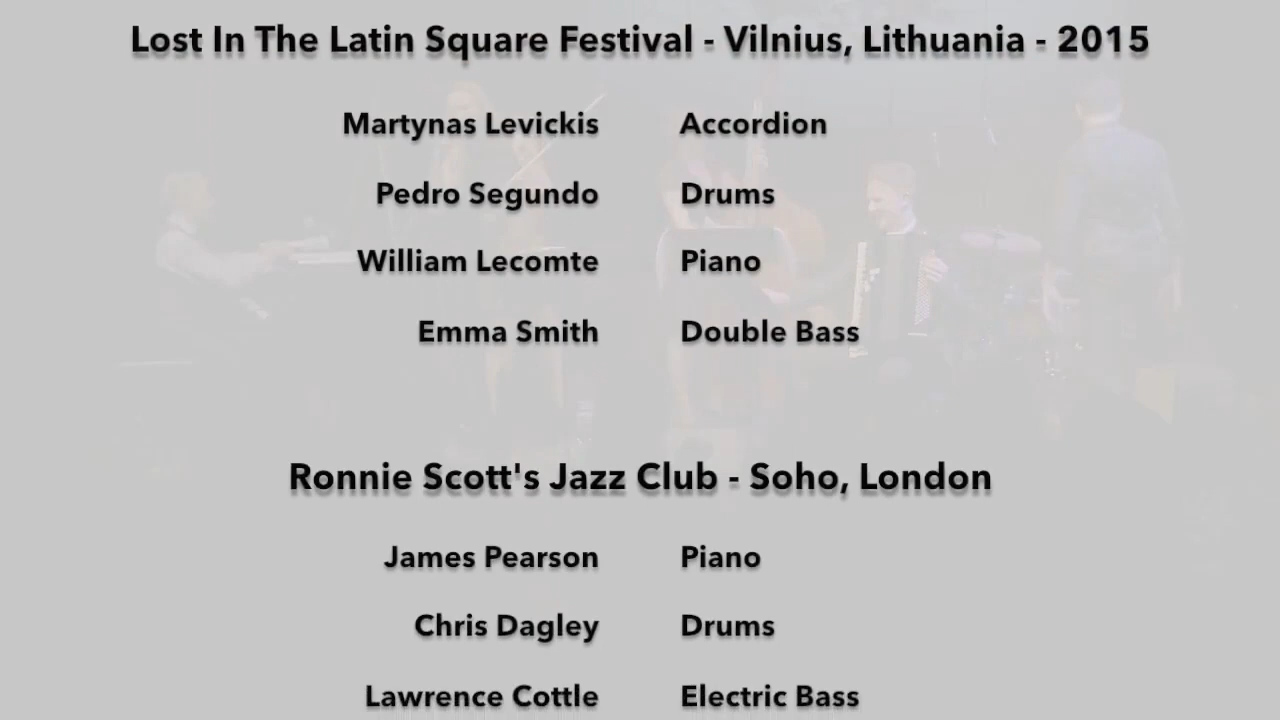 Lost In The Latin Square Festival - Vilnius, Lithuania - 2015
Martynas Levickis Accordion
Pedro Segundo Drums
William Lecomte Piano
Emma Smith Double Bass
Ronnie Scott's Jazz Club - Soho, London
James Pearson Piano
Chris Dagley Drums
Lawrence Cottle Electric Bass